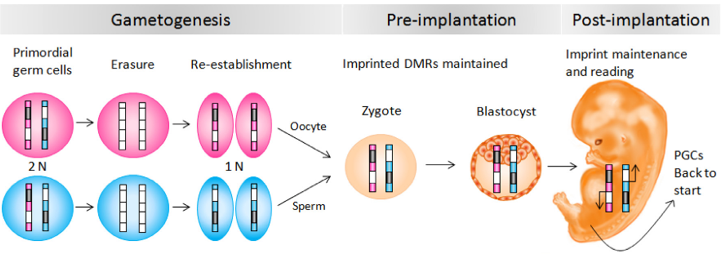 Gametogenesis
Pre-implantation
Post-implantation
Primordial
germ cells
Erasure
Re-establishment
Imprinted DMRs maintained
Imprint maintenance
and reading
Oocyte
Zygote
Blastocyst
2 N
1 N
Sperm
PGCs
Back to
start